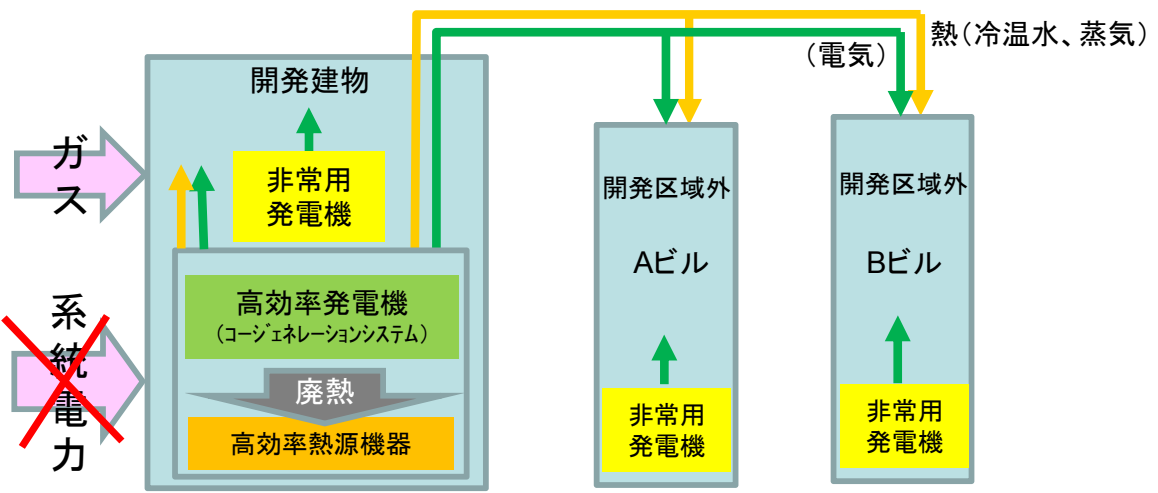 熱(冷温水、蒸気)
(電気)
開発建物
ガス
非常用
発電機
系統電力
高効率発電機
(コージェネレーションシステム)
廃熱
高効率熱源機器
開発区域外
Aビル
非常用
発電機
開発区域外
Bビル
非常用
発電機